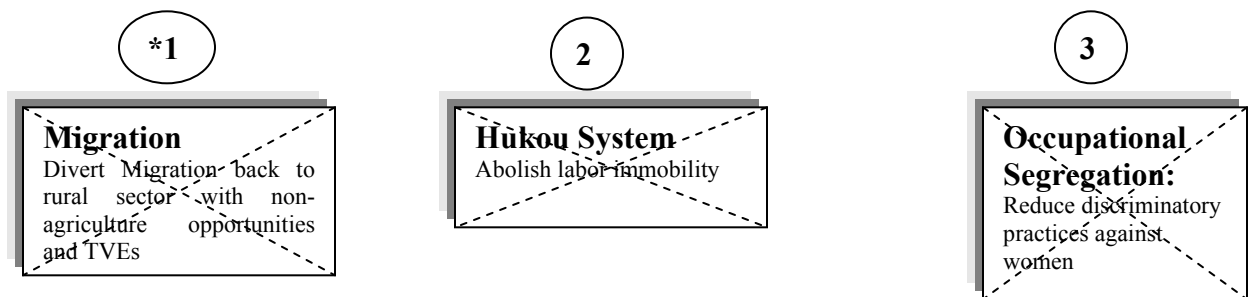 *1
2
3
Migration
Divert Migration back to
rural sector with non-
agriculture opportunities
and TVEs
Hukou System
Abolish labor immobility
Occupational
Segregation:
Reduce discriminatory
practices against
women